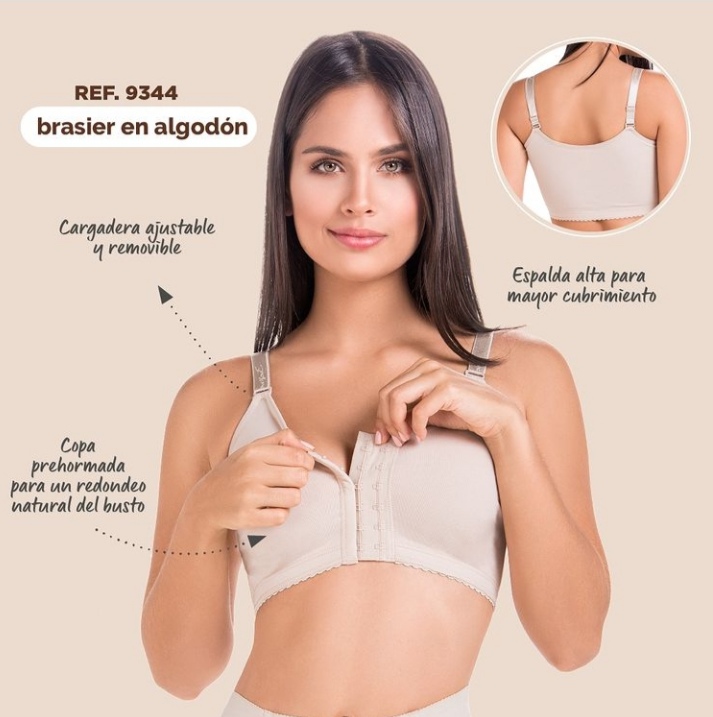 REF. 9344
brasier en algodón
Cargadera ajustable
y removible
Espalda alta para
mayor cubrimiento
Copa
prehormada
para un redondeo
natural del busto